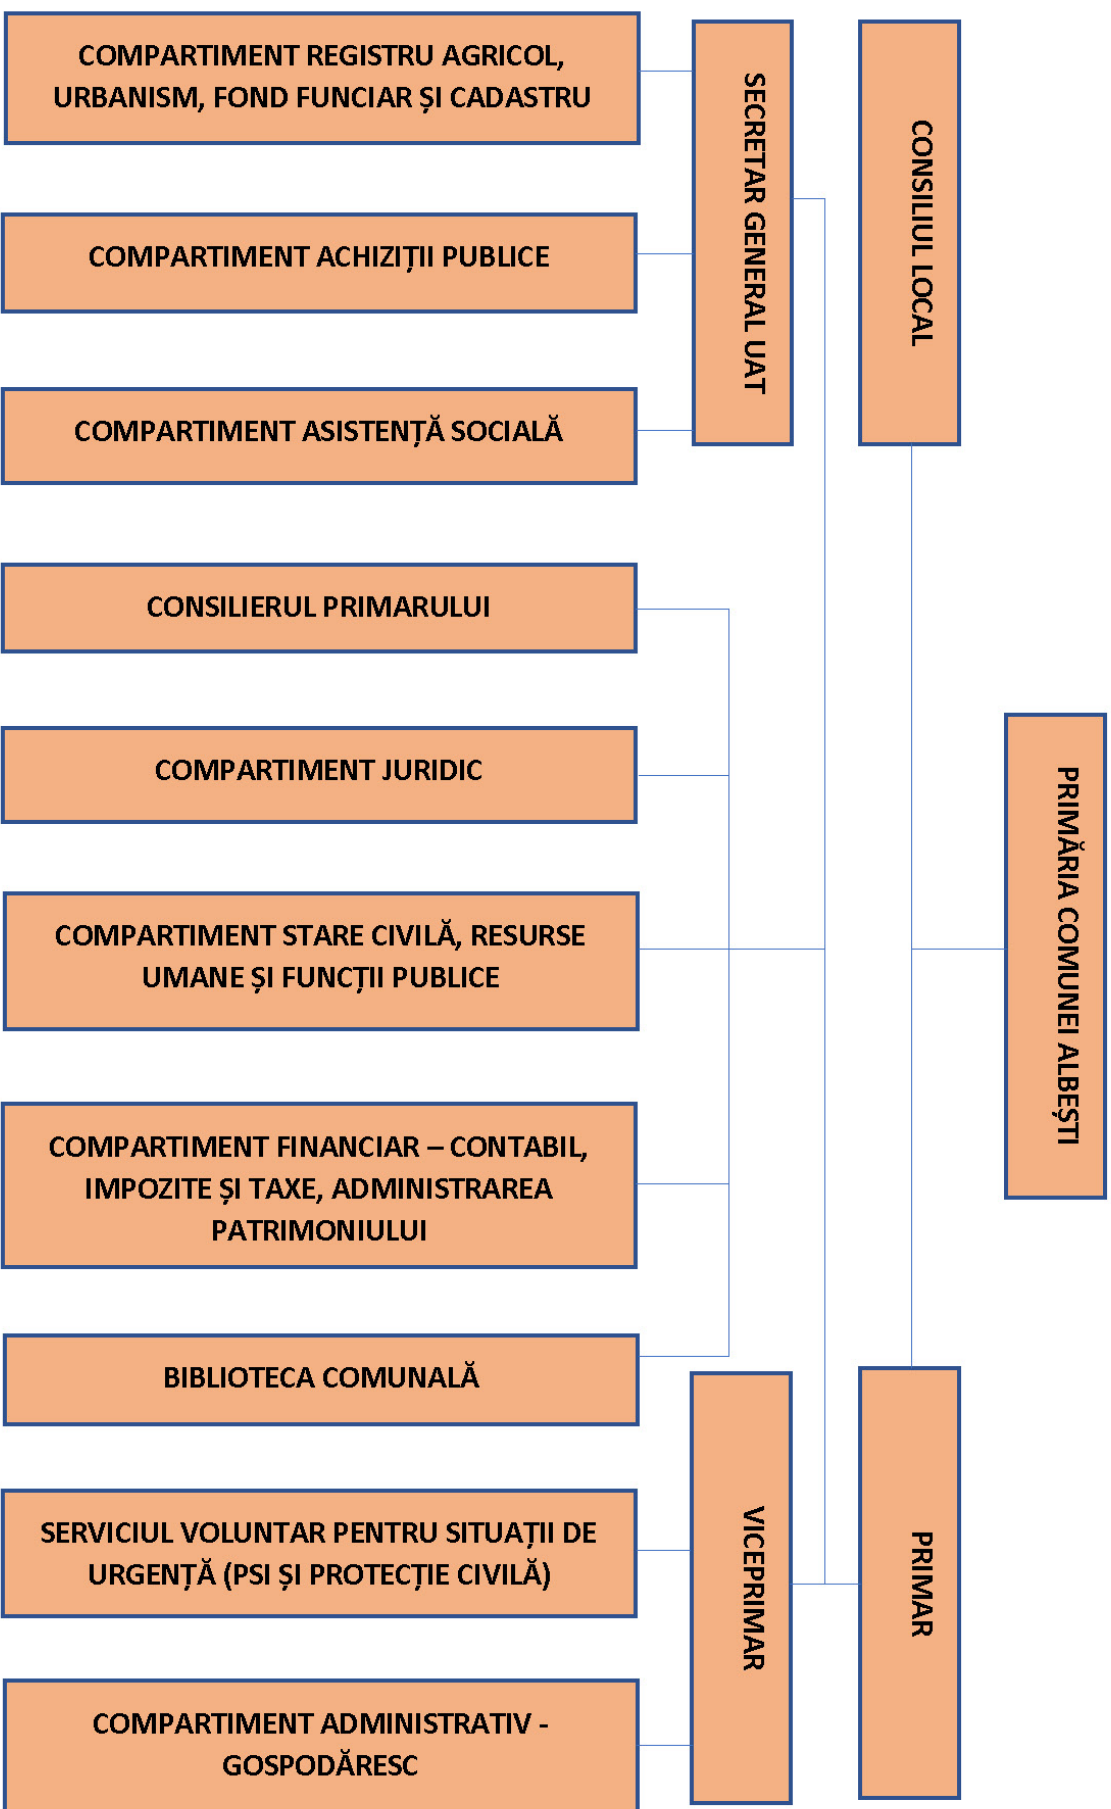 PRIMĂRIA COMUNEI ALBEȘTI
CONSILIUL LOCAL
PRIMAR
SECRETAR GENERAL UAT
VICEPRIMAR
COMPARTIMENT REGISTRU AGRICOL,
URBANISM, FOND FUNCIAR ȘI CADASTRU
COMPARTIMENT ACHIZIȚII PUBLICE
COMPARTIMENT ASISTENȚĂ SOCIALĂ
CONSILIERUL PRIMARULUI
COMPARTIMENT JURIDIC
COMPARTIMENT STARE CIVILĂ, RESURSE
UMANE ȘI FUNCȚII PUBLICE
COMPARTIMENT FINANCIAR – CONTABIL,
IMPOZITE ȘI TAXE, ADMINISTRAREA
PATRIMONIULUI
BIBLIOTECA COMUNALĂ
SERVICIUL VOLUNTAR PENTRU SITUAȚII DE
URGENȚĂ (PSI ȘI PROTECȚIE CIVILĂ)
COMPARTIMENT ADMINISTRATIV -
GOSPODĂRESC